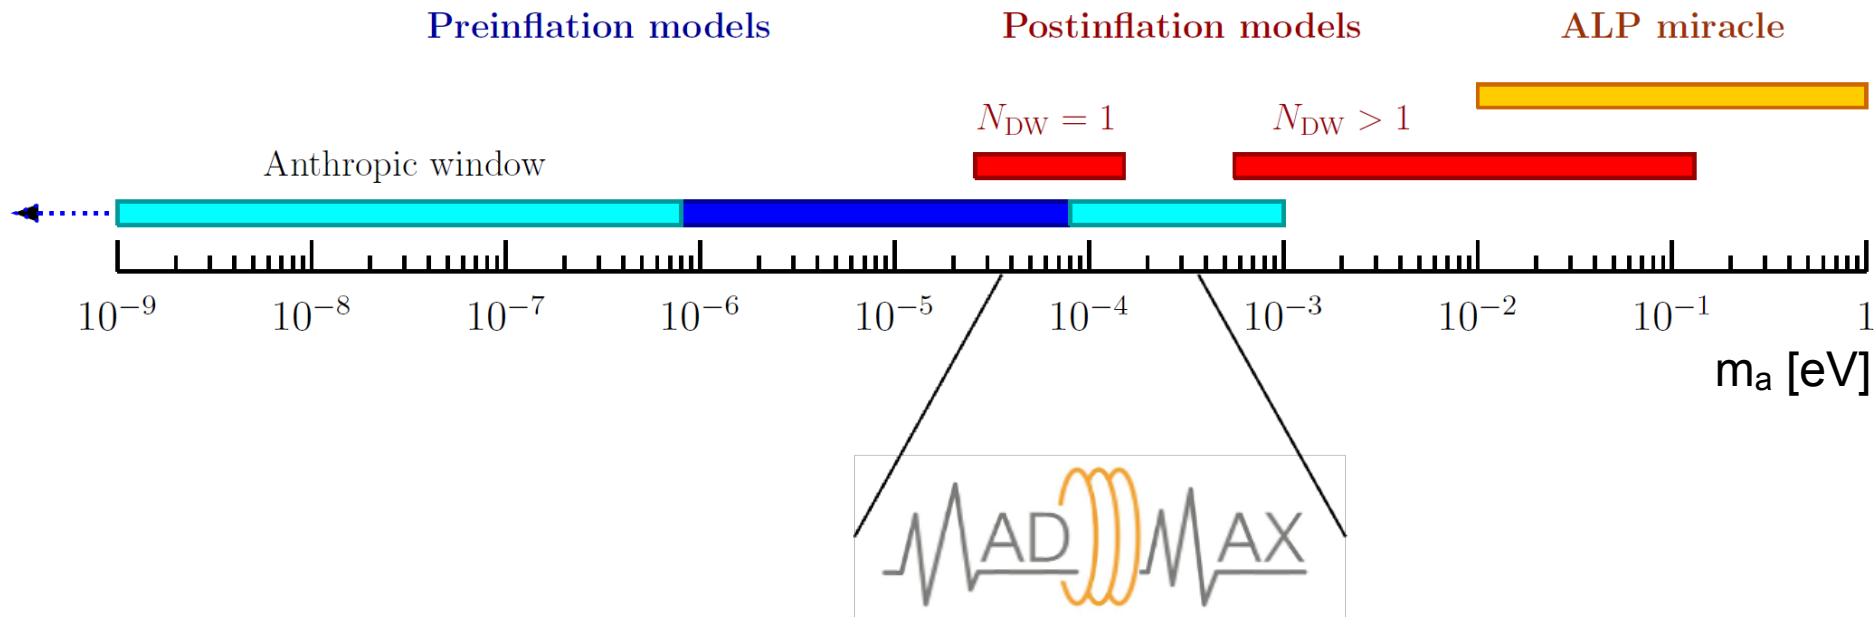 Preinflation models
Postinflation models
ALP miracle
N_DW = 1
N_DW > 1
Anthropic window
10⁻⁹ 10⁻⁸ 10⁻⁷ 10⁻⁶ 10⁻⁵ 10⁻⁴ 10⁻³ 10⁻² 10⁻¹ 1
mₐ [eV]
MADMAX